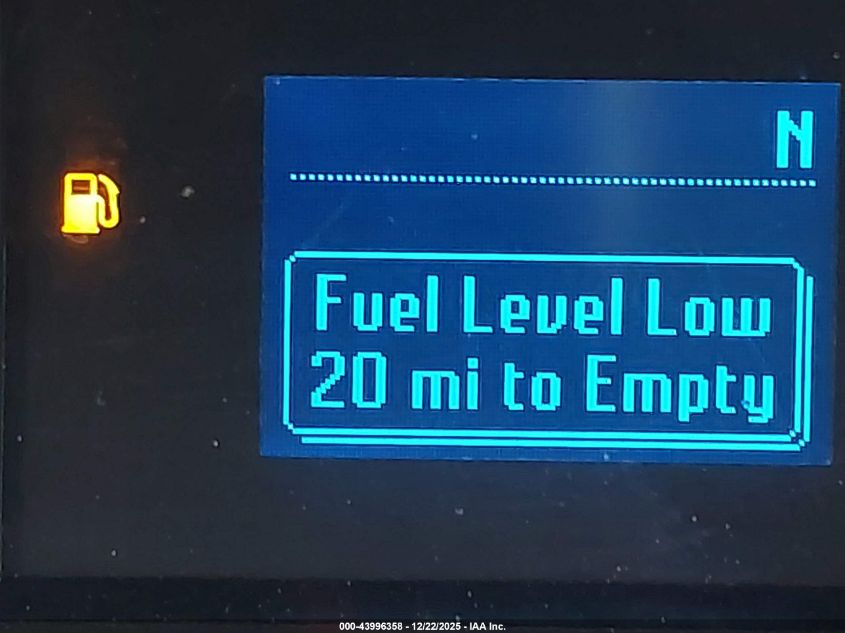 N
Fuel Level Low
20 mi to Empty
000-43996358 - 12/22/2025 - IAA Inc.